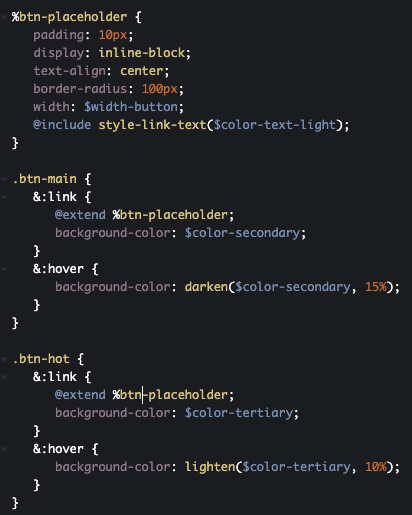 %btn-placeholder {
padding: 10px;
display: inline-block;
text-align: center;
border-radius: 100px;
width: $width-button;
@include style-link-text($color-text-light);
}
.btn-main {
&:link {
@extend %btn-placeholder;
background-color: $color-secondary;
}
&:hover {
background-color: darken($color-secondary, 15%);
}
}
.btn-hot {
&:link {
@extend %btn-placeholder;
background-color: $color-tertiary;
}
&:hover {
background-color: lighten($color-tertiary, 10%);
}
}